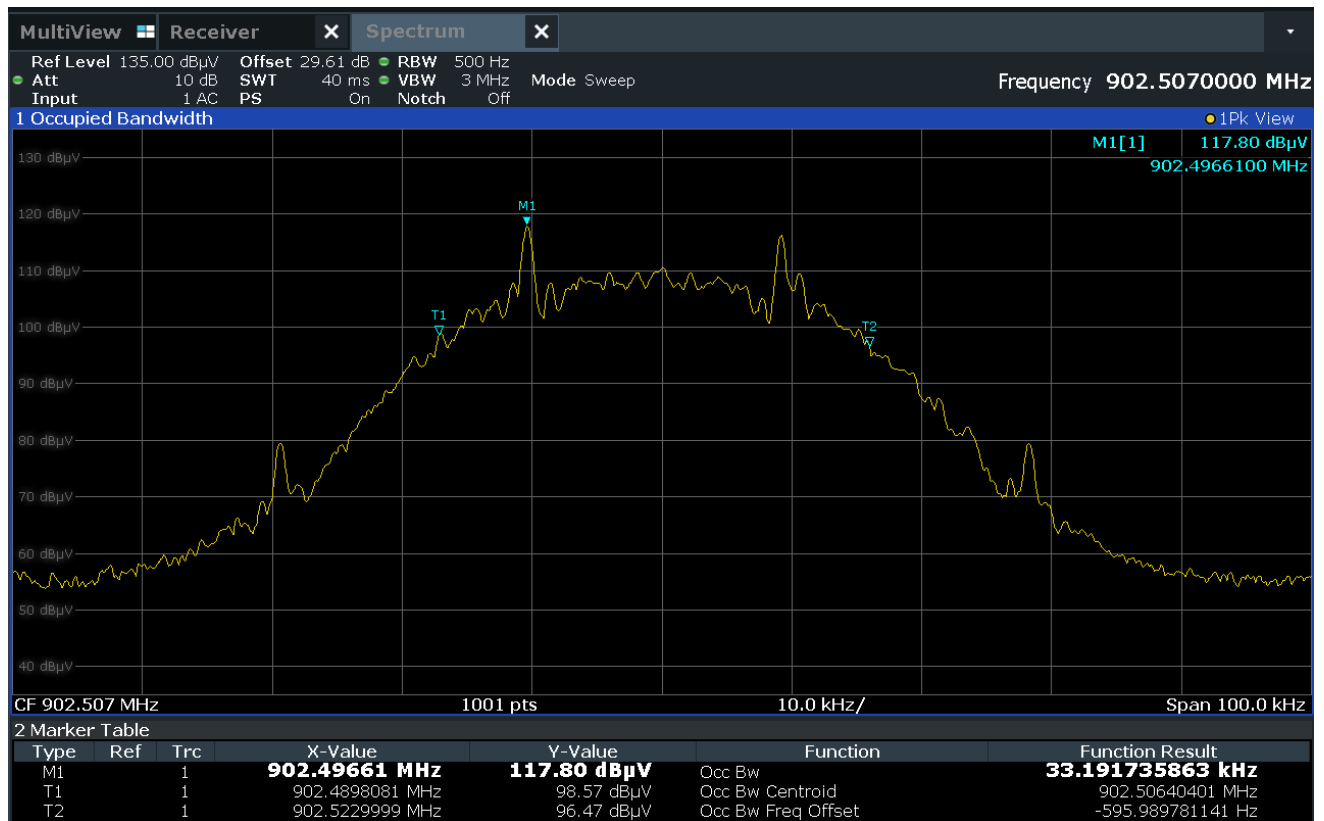 MultiView Receiver Spectrum
Ref Level 135.00 dBµV Offset 29.61 dB RBW 500 Hz
Att 10 dB SWT 40 ms VBW 3 MHz Mode Sweep Frequency 902.5070000 MHz
Input 1 AC PS On Notch Off
1 Occupied Bandwidth 1Pk View
M1[1] 117.80 dBµV
902.4966100 MHz
130 dBµV
120 dBµV
M1
110 dBµV
T1
100 dBµV
T2
90 dBµV
80 dBµV
70 dBµV
60 dBµV
50 dBµV
40 dBµV
CF 902.507 MHz 1001 pts 10.0 kHz/ Span 100.0 kHz
2 Marker Table
Type Ref Trc X-Value Y-Value Function Function Result
M1 1 902.49661 MHz 117.80 dBµV Occ Bw 33.191735863 kHz
T1 1 902.4898081 MHz 98.57 dBµV Occ Bw Centroid 902.50640401 MHz
T2 1 902.5229999 MHz 96.47 dBµV Occ Bw Freq Offset -595.989781141 Hz